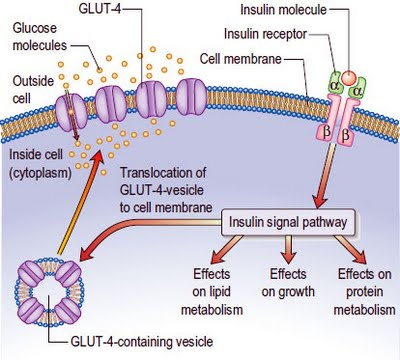 GLUT-4
Glucose
molecules
Outside
cell
Inside cell
(cytoplasm)
Insulin molecule
Insulin receptor
Cell membrane
α
α
β
β
Translocation of
GLUT-4-vesicle
to cell membrane
Insulin signal pathway
Effects
on lipid
metabolism
Effects
on growth
Effects on
protein
metabolism
GLUT-4-containing vesicle